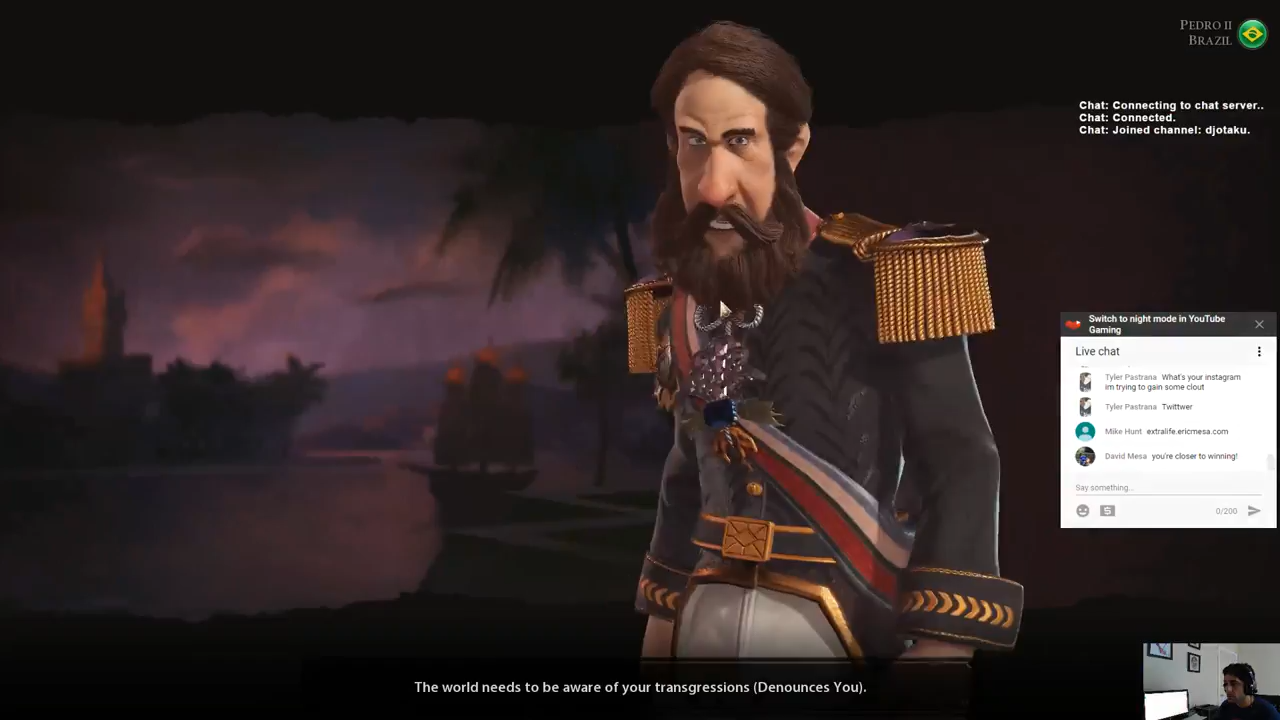 PEDRO II
BRAZIL
Chat: Connecting to chat server..
Chat: Connected.
Chat: Joined channel: djotaku.
Switch to night mode in YouTube
Gaming
Live chat
Tyler Pastrana What's your instagram
im trying to gain some clout
Tyler Pastrana Twittwer
Mike Hunt extralife.ericmesa.com
David Mesa you're closer to winning!
Say something...
0/200
The world needs to be aware of your transgressions (Denounces You).